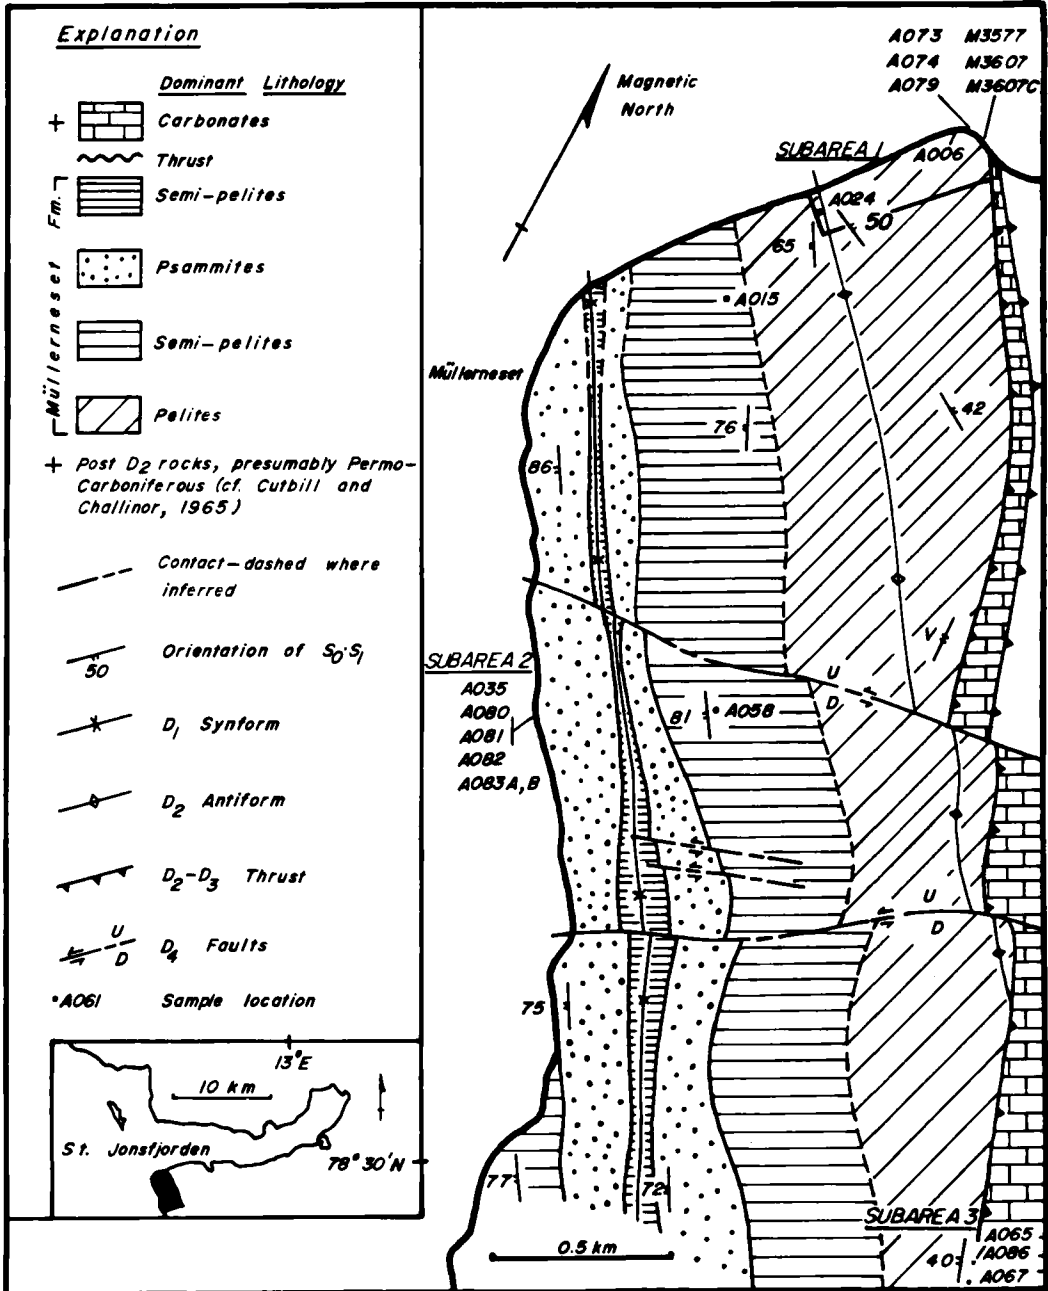 Explanation
Dominant Lithology
+ Carbonates
Thrust
Semi-pelites
Psammites
Semi-pelites
Pelites
Müllerneset Fm.
+ Post D2 rocks, presumably Permo-
Carboniferous (cf. Cutbill and
Challinor, 1965)
Contact-dashed where
inferred
50
Orientation of S0·S1
D1 Synform
D2 Antiform
D2-D3 Thrust
U
D
D4 Faults
•A061 Sample location
13°E
10 km
St. Jonsfjorden
78°30'N
Magnetic
North
A073 M3577
A074 M3607
A079 M3607C
SUBAREA 1
A006
A024
50
65
A015
Müllerneset
76
42
86
V
SUBAREA 2
A035
A080
A081
A082
A083A,B
U
D
81
A058
U
D
75
77
72
0.5 km
SUBAREA 3
A065
A086
A067
40